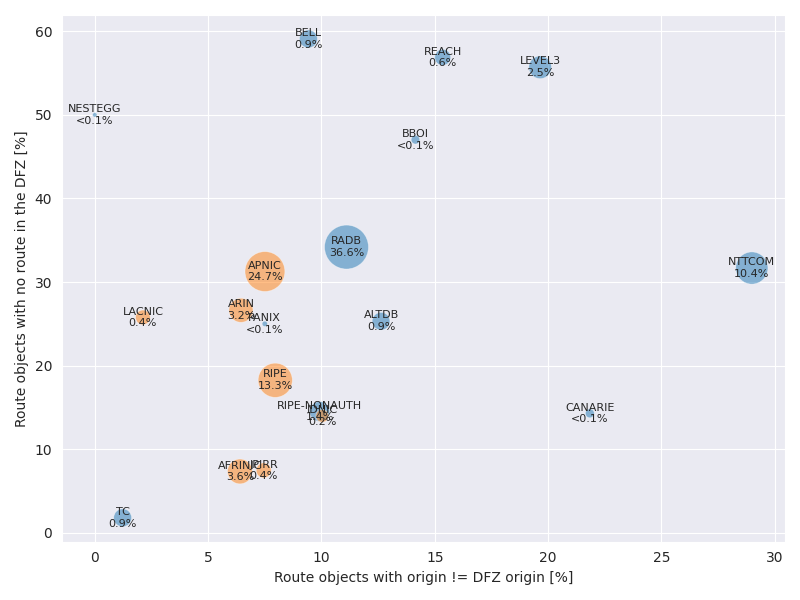 60
50
40
30
20
10
0
Route objects with no route in the DFZ [%]
BELL
0.9%
REACH
0.6%
LEVEL3
2.5%
NESTEGG
<0.1%
BBOI
<0.1%
RADB
36.6%
APNIC
24.7%
NTTCOM
10.4%
ARIN
3.2%
LACNIC
0.4%
PANIX
<0.1%
ALTDB
0.9%
RIPE
13.3%
RIPE-NONAUTH
1.4%
IDNIC
0.2%
CANARIE
<0.1%
AFRINIC
3.6%
JPIRR
0.4%
TC
0.9%
0
5
10
15
20
25
30
Route objects with origin != DFZ origin [%]